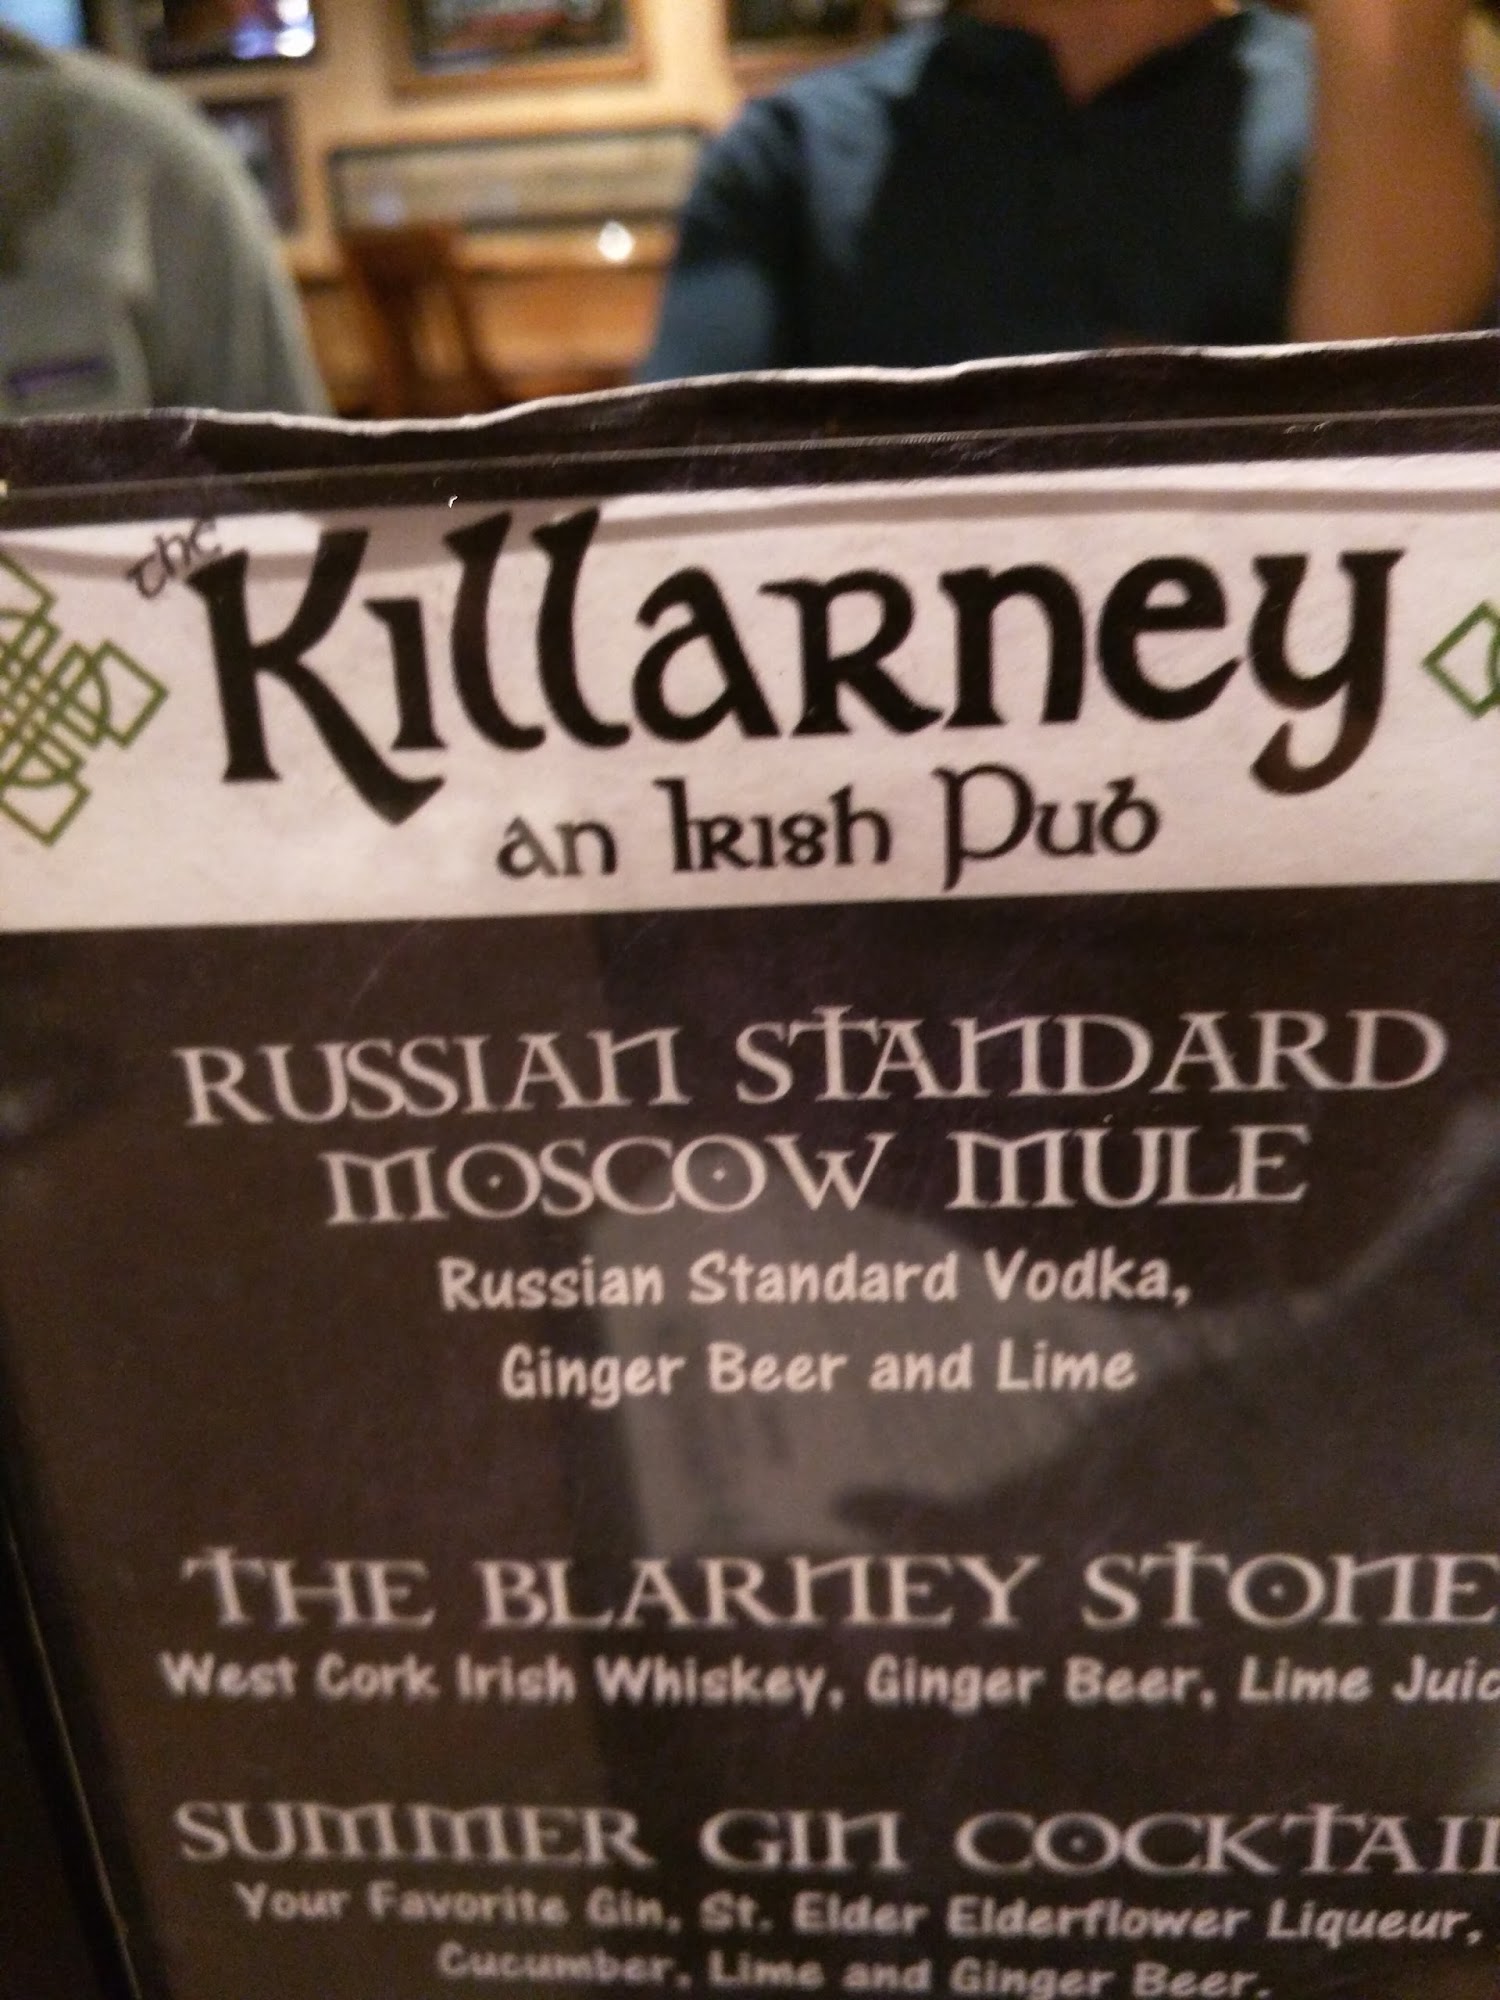 the
Killarney
an Irish Pub
RUSSIAN STANDARD
MOSCOW MULE
Russian Standard Vodka,
Ginger Beer and Lime
THE BLARNEY STONE
West Cork Irish Whiskey, Ginger Beer, Lime Juic
SUMMER GIN COCKTAIL
Your Favorite Gin, St. Elder Elderflower Liqueur,
Cucumber, Lime and Ginger Beer.